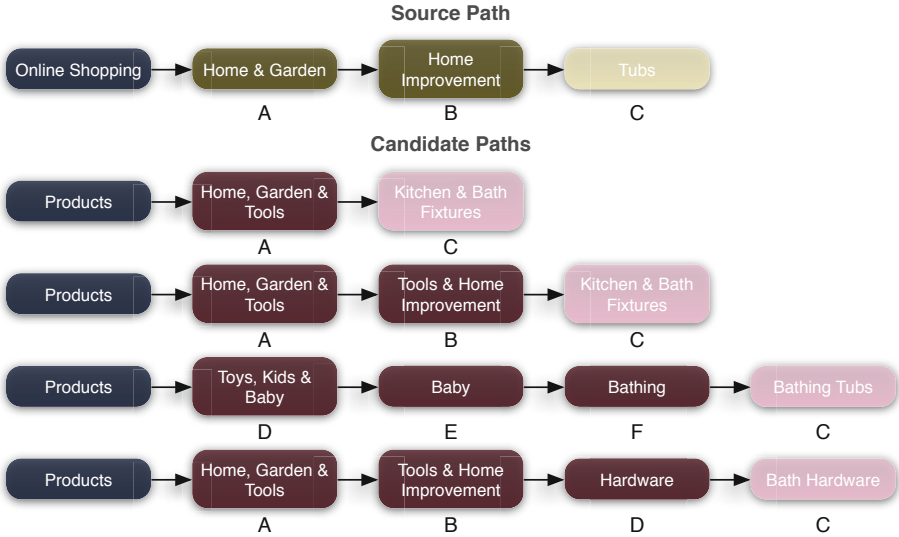 Source Path
Online Shopping
Home & Garden
Home
Improvement
Tubs
A
B
C
Candidate Paths
Products
Home, Garden &
Tools
Kitchen & Bath
Fixtures
A
C
Products
Home, Garden &
Tools
Tools & Home
Improvement
Kitchen & Bath
Fixtures
A
B
C
Products
Toys, Kids &
Baby
Baby
Bathing
Bathing Tubs
D
E
F
C
Products
Home, Garden &
Tools
Tools & Home
Improvement
Hardware
Bath Hardware
A
B
D
C